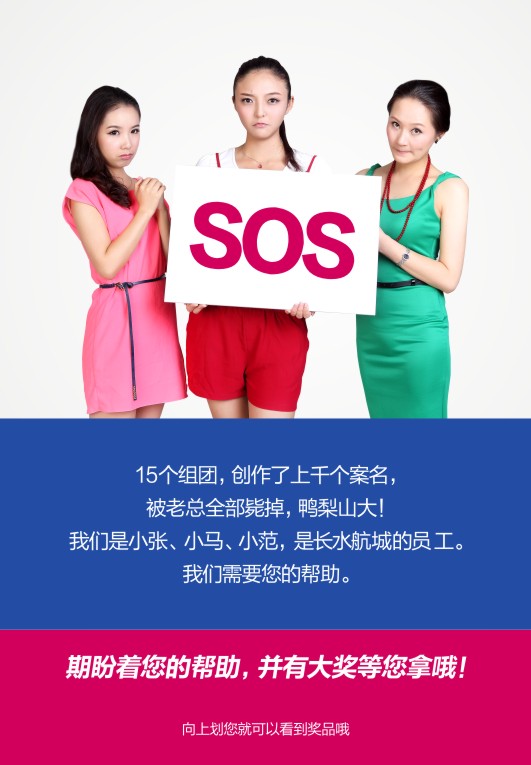 SOS
15个组团，创作了上千个案名，
被老总全部毙掉，鸭梨山大！
我们是小张、小马、小范，是长水航城的员工。
我们需要您的帮助。
期盼着您的帮助，并有大奖等您拿哦！
向上划您就可以看到奖品哦